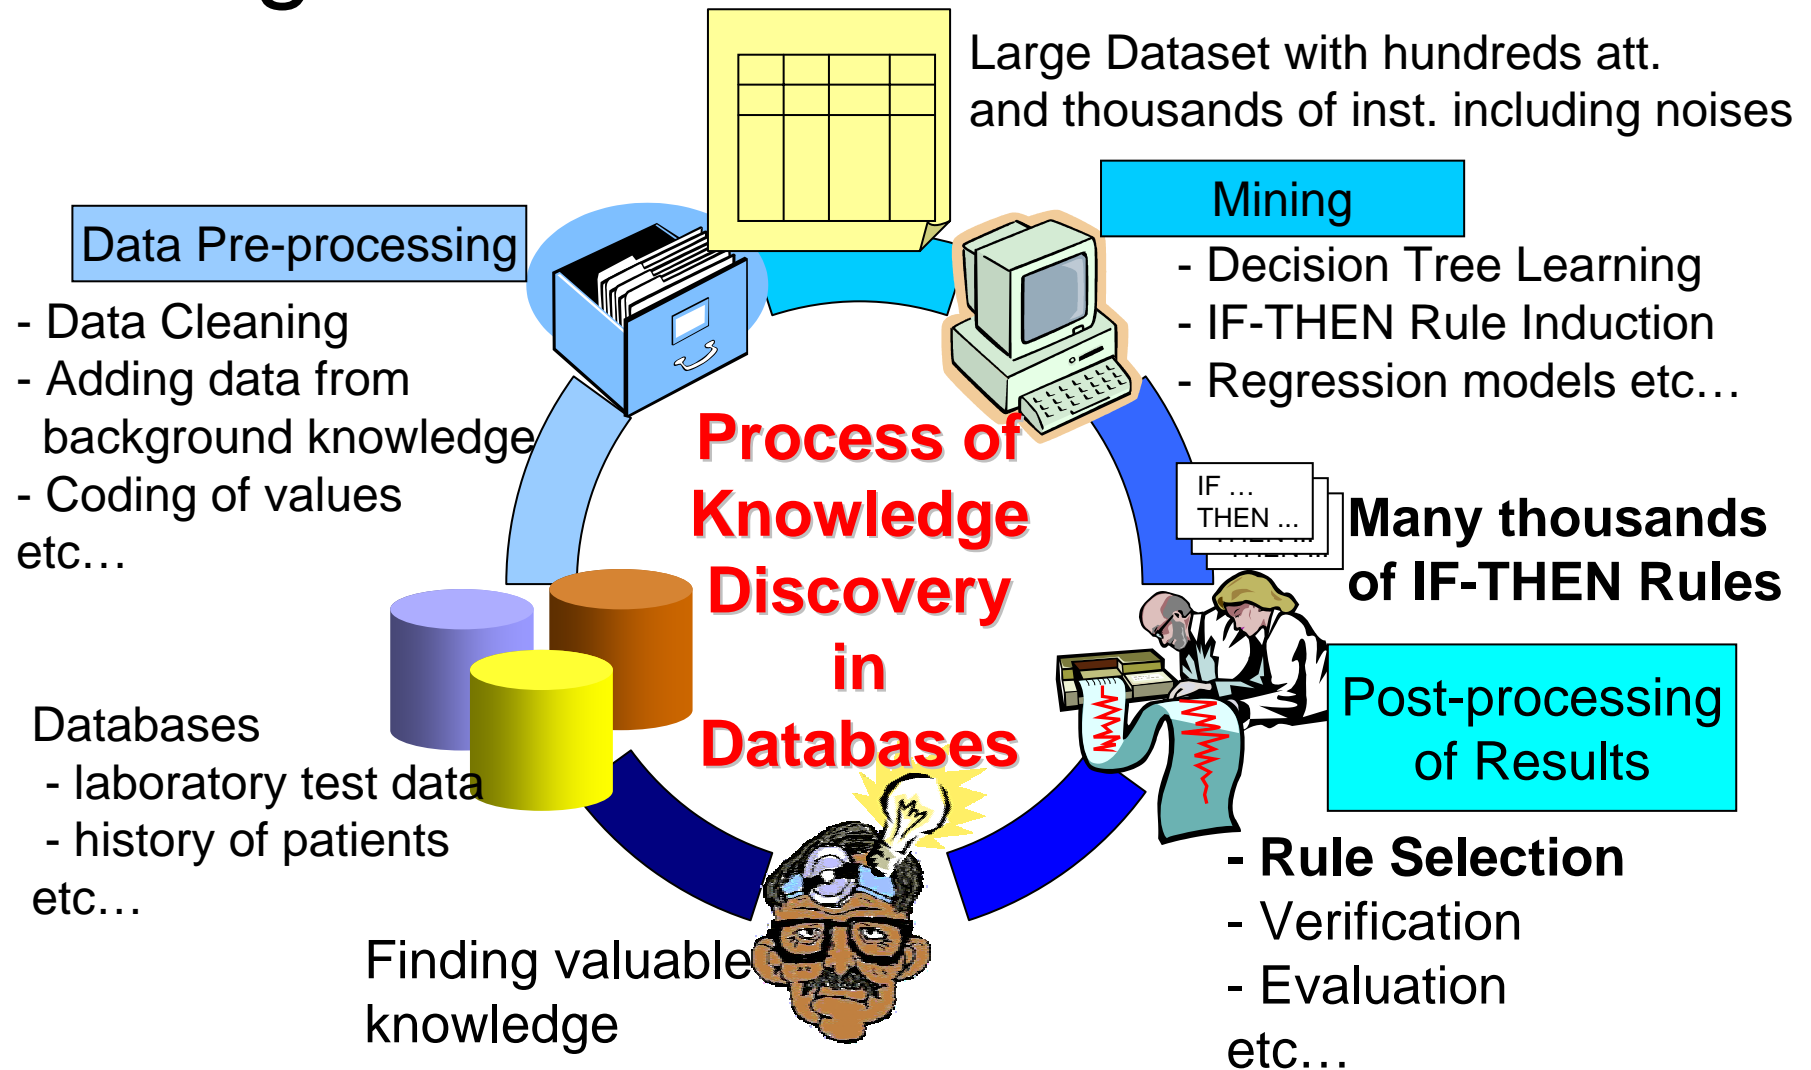 Large Dataset with hundreds att.
and thousands of inst. including noises
Mining
- Decision Tree Learning
- IF-THEN Rule Induction
- Regression models etc…
Data Pre-processing
- Data Cleaning
- Adding data from
background knowledge
- Coding of values
etc…
Process of
Knowledge
Discovery
in
Databases
IF …
THEN ...
Many thousands
of IF-THEN Rules
Post-processing
of Results
- Rule Selection
- Verification
- Evaluation
etc…
Databases
- laboratory test data
- history of patients
etc…
Finding valuable
knowledge